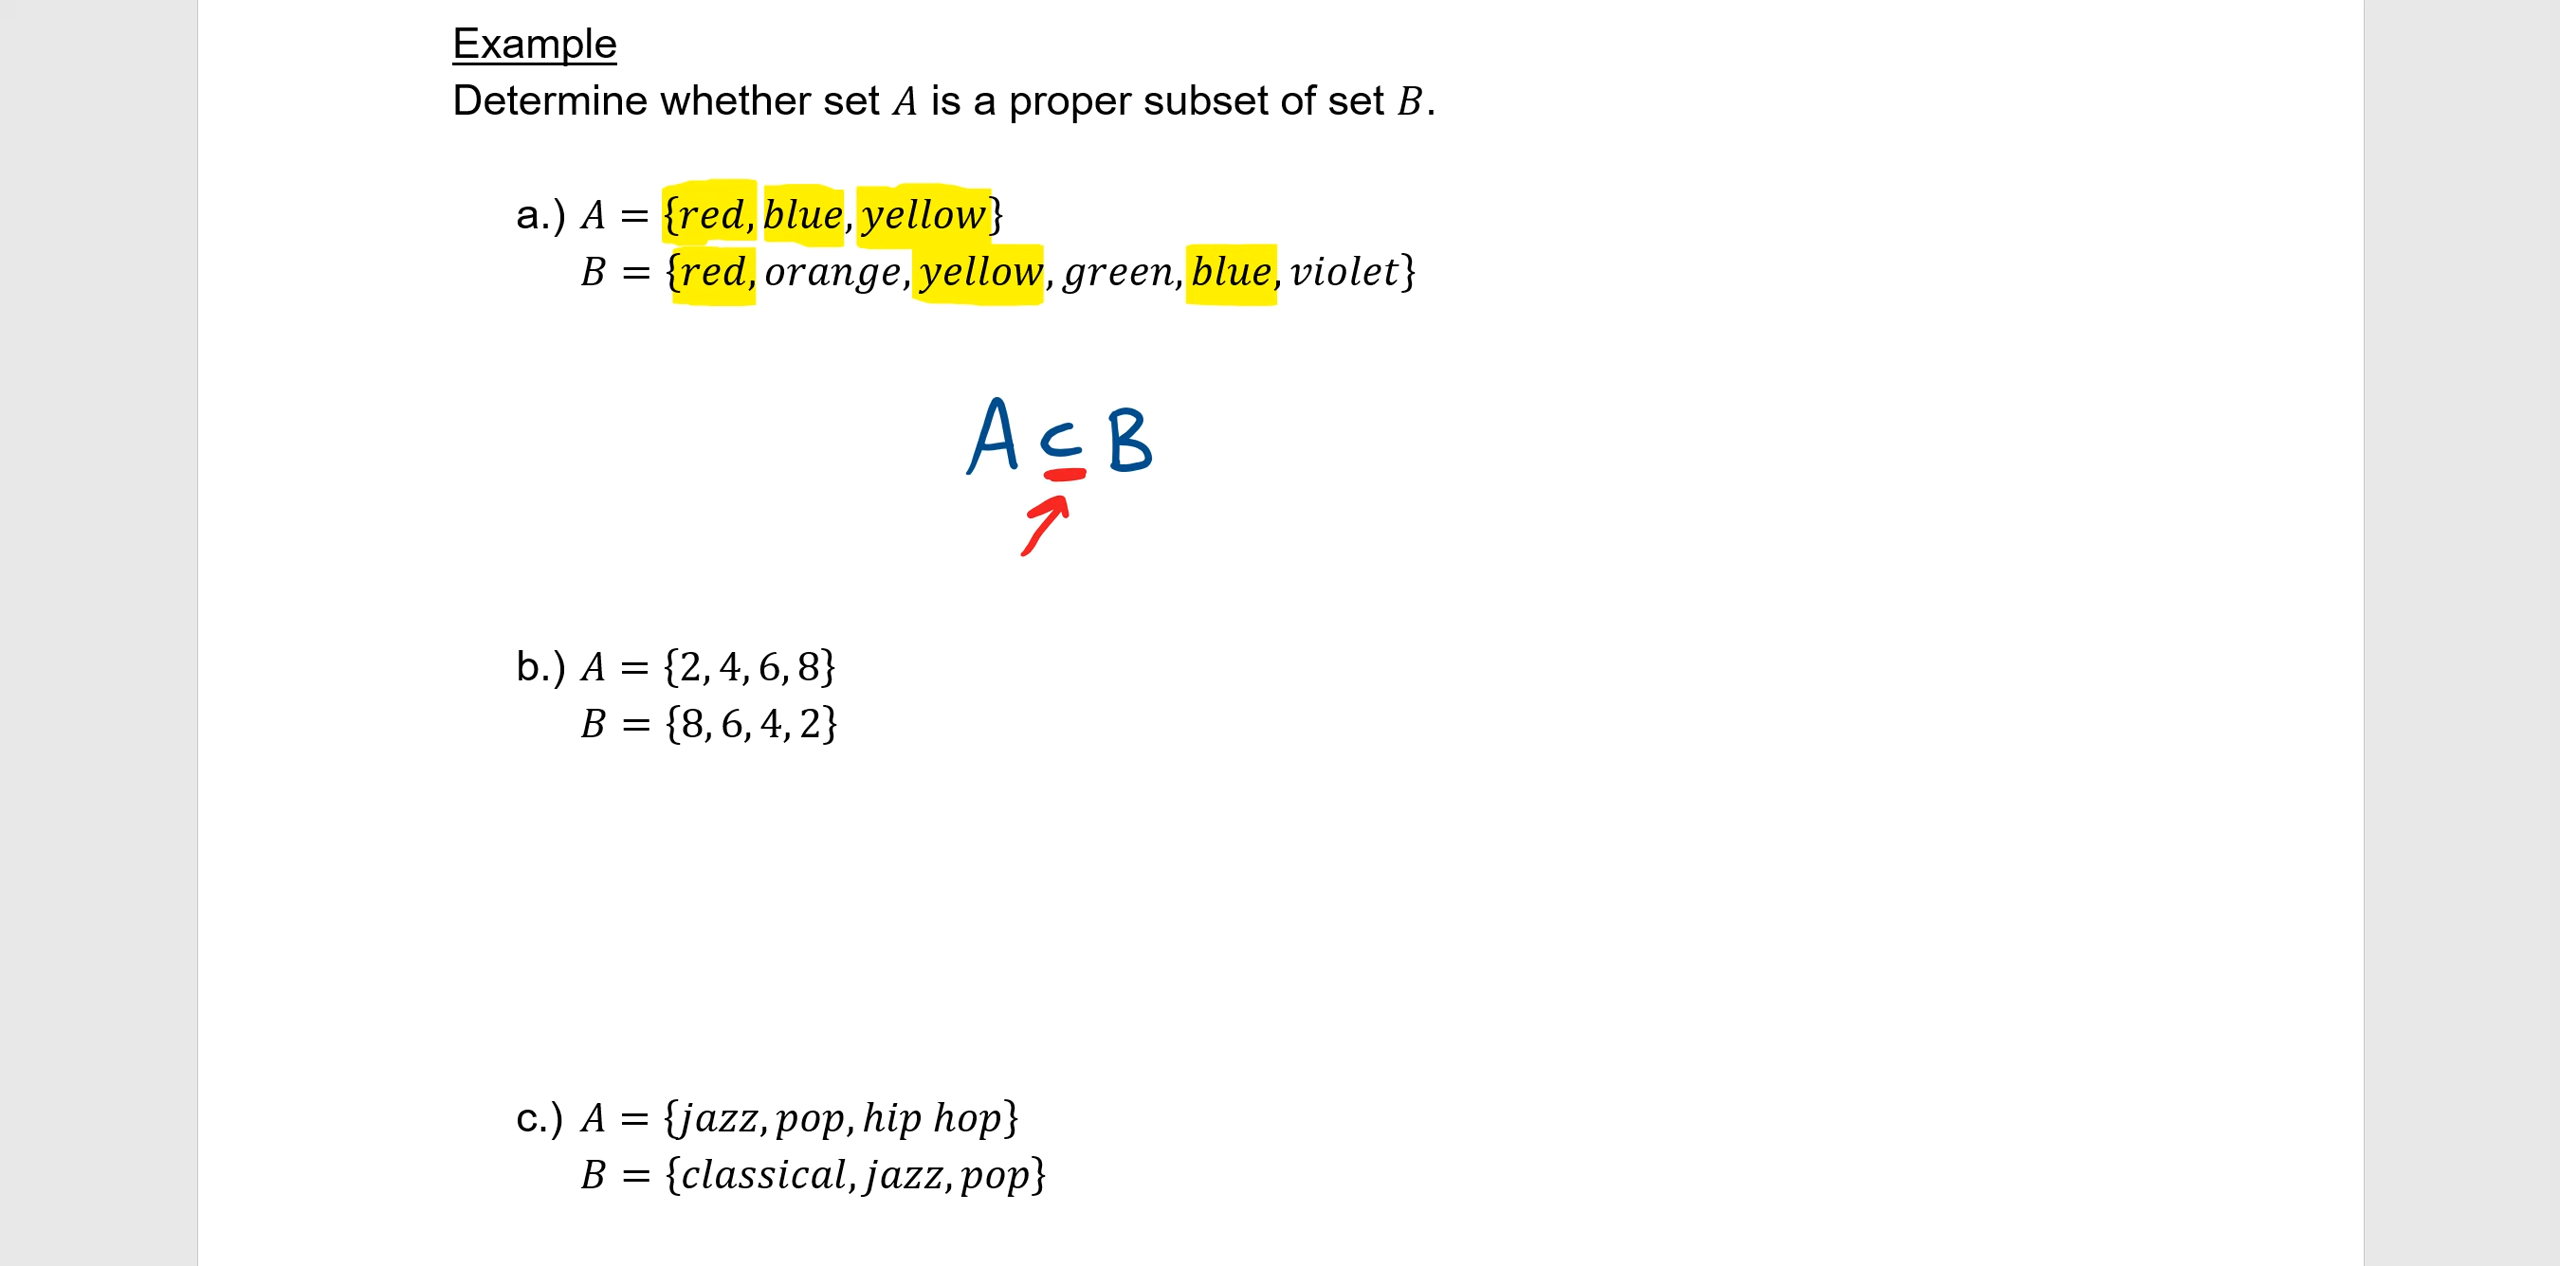 Example
Determine whether set A is a proper subset of set B.
a.) A = {red, blue, yellow}
B = {red, orange, yellow, green, blue, violet}
A ⊆ B
b.) A = {2, 4, 6, 8}
B = {8, 6, 4, 2}
c.) A = {jazz, pop, hip hop}
B = {classical, jazz, pop}